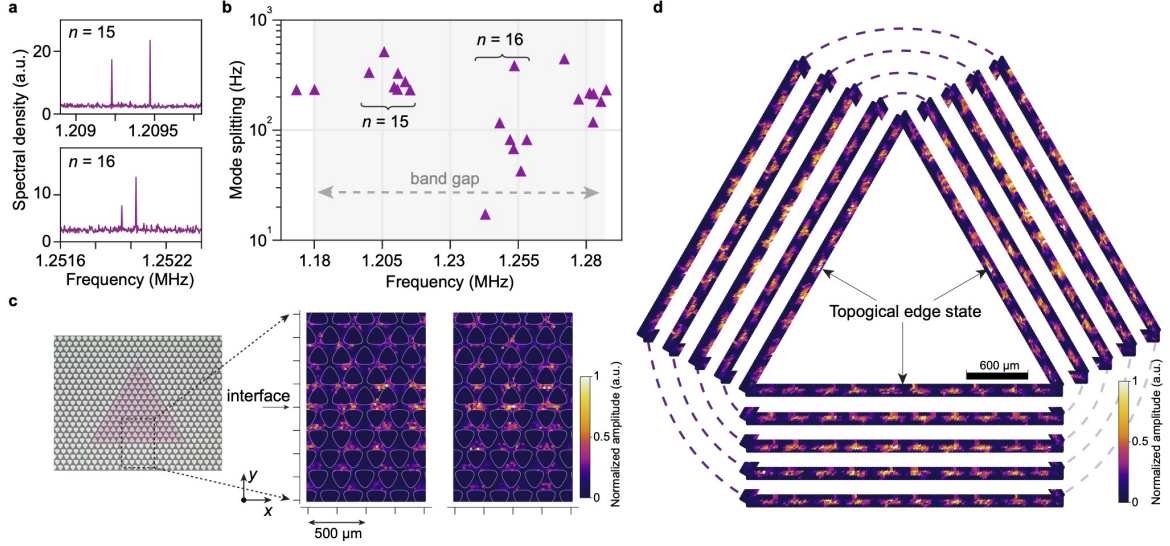 a
n = 15
20
0
1.209
1.2095
n = 16
10
0
1.2516
1.2522
Spectral density (a.u.)
Frequency (MHz)
b
10³
10²
10¹
Mode splitting (Hz)
n = 16
n = 15
band gap
1.18
1.205
1.23
1.255
1.28
Frequency (MHz)
c
interface
y
x
500 µm
1
0.5
0
Normalized amplitude (a.u.)
d
Topogical edge state
600 µm
1
0.5
0
Normalized amplitude (a.u.)